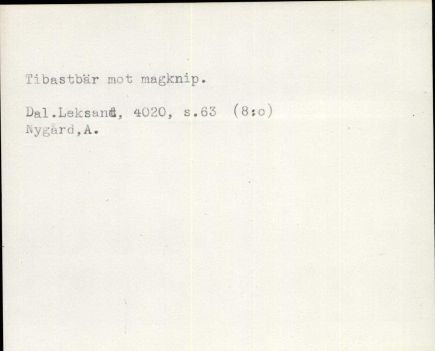 Tibastbär mot magknip.
Dal.Leksand, 4020, s.63 (8:o)
Nygård,A.